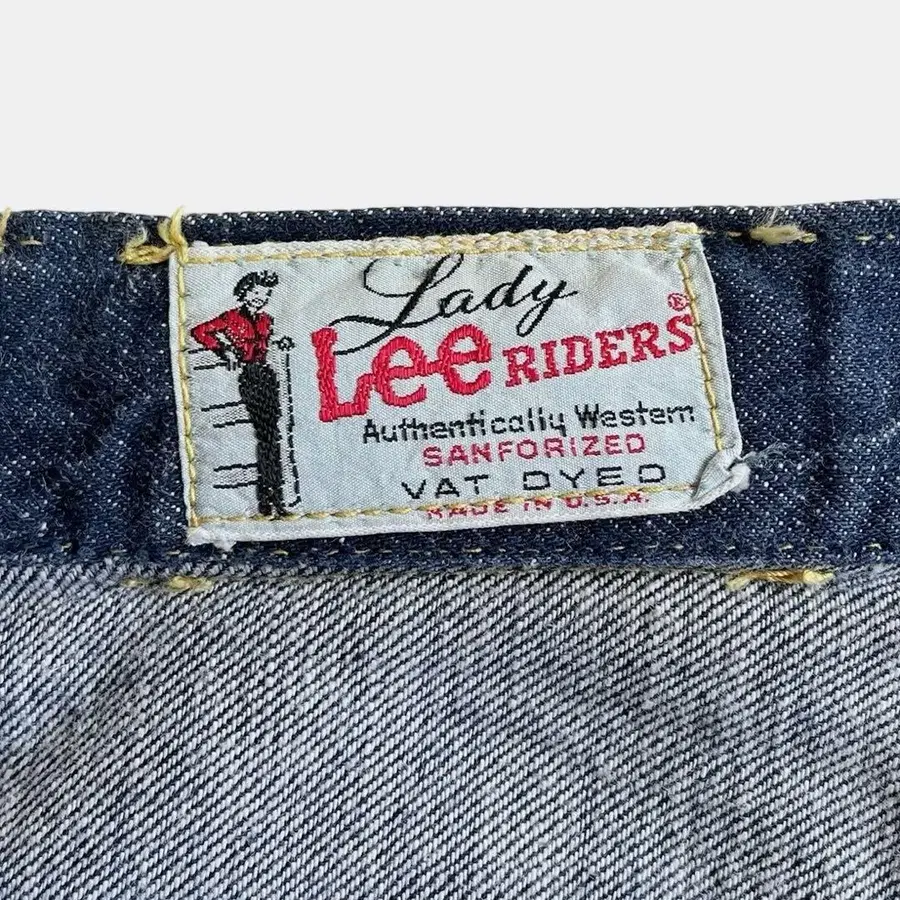 Lady
Lee RIDERS®
Authentically Western
SANFORIZED
VAT DYED
MADE IN U.S.A.